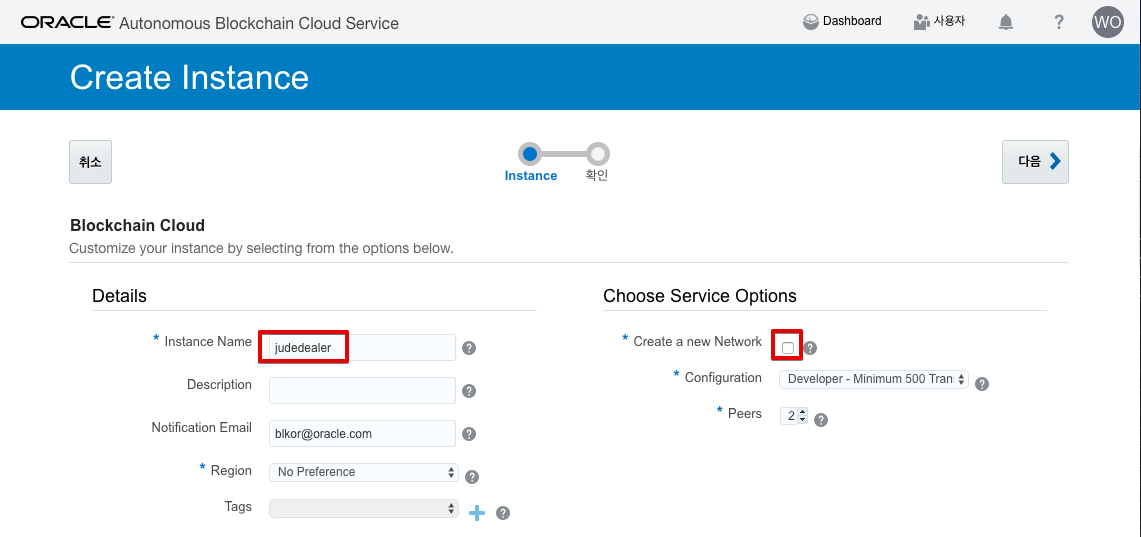 ORACLE Autonomous Blockchain Cloud Service Dashboard 사용자 ? WO
Create Instance
취소
Instance 확인
다음
Blockchain Cloud
Customize your instance by selecting from the options below.
Details
* Instance Name judedealer ?
Description ?
Notification Email blkor@oracle.com ?
* Region No Preference ?
Tags ?
Choose Service Options
* Create a new Network ?
* Configuration Developer - Minimum 500 Tran ?
* Peers 2 ?